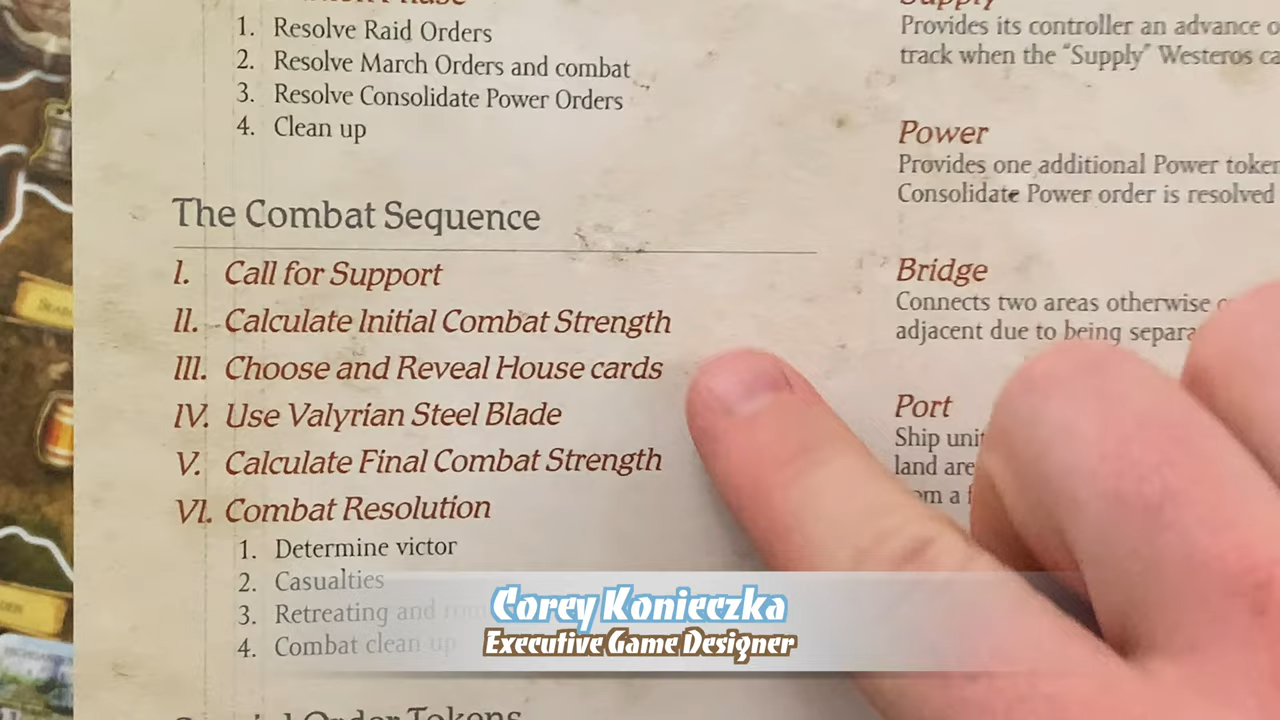 1. Resolve Raid Orders
2. Resolve March Orders and combat
3. Resolve Consolidate Power Orders
4. Clean up
The Combat Sequence
I. Call for Support
II. Calculate Initial Combat Strength
III. Choose and Reveal House cards
IV. Use Valyrian Steel Blade
V. Calculate Final Combat Strength
VI. Combat Resolution
1. Determine victor
2. Casualties
3. Retreating and
4. Combat clean up
Order Tokens
Supply
Provides its controller an advance
track when the “Supply” Westeros
Power
Provides one additional Power
Consolidate Power order is resolved
Bridge
Connects two areas otherwise
adjacent due to being
Port
Ship
land
Corey Konieczka
Executive Game Designer